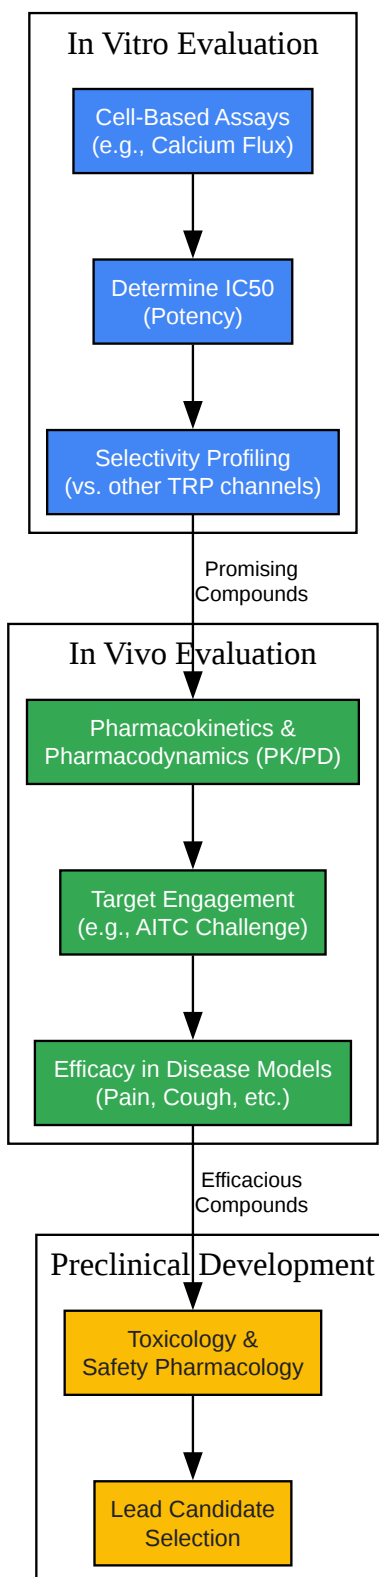 In Vitro Evaluation
Cell-Based Assays
(e.g., Calcium Flux)
Determine IC50
(Potency)
Selectivity Profiling
(vs. other TRP channels)
Promising
Compounds
In Vivo Evaluation
Pharmacokinetics &
Pharmacodynamics (PK/PD)
Target Engagement
(e.g., AITC Challenge)
Efficacy in Disease Models
(Pain, Cough, etc.)
Efficacious
Compounds
Preclinical Development
Toxicology &
Safety Pharmacology
Lead Candidate
Selection